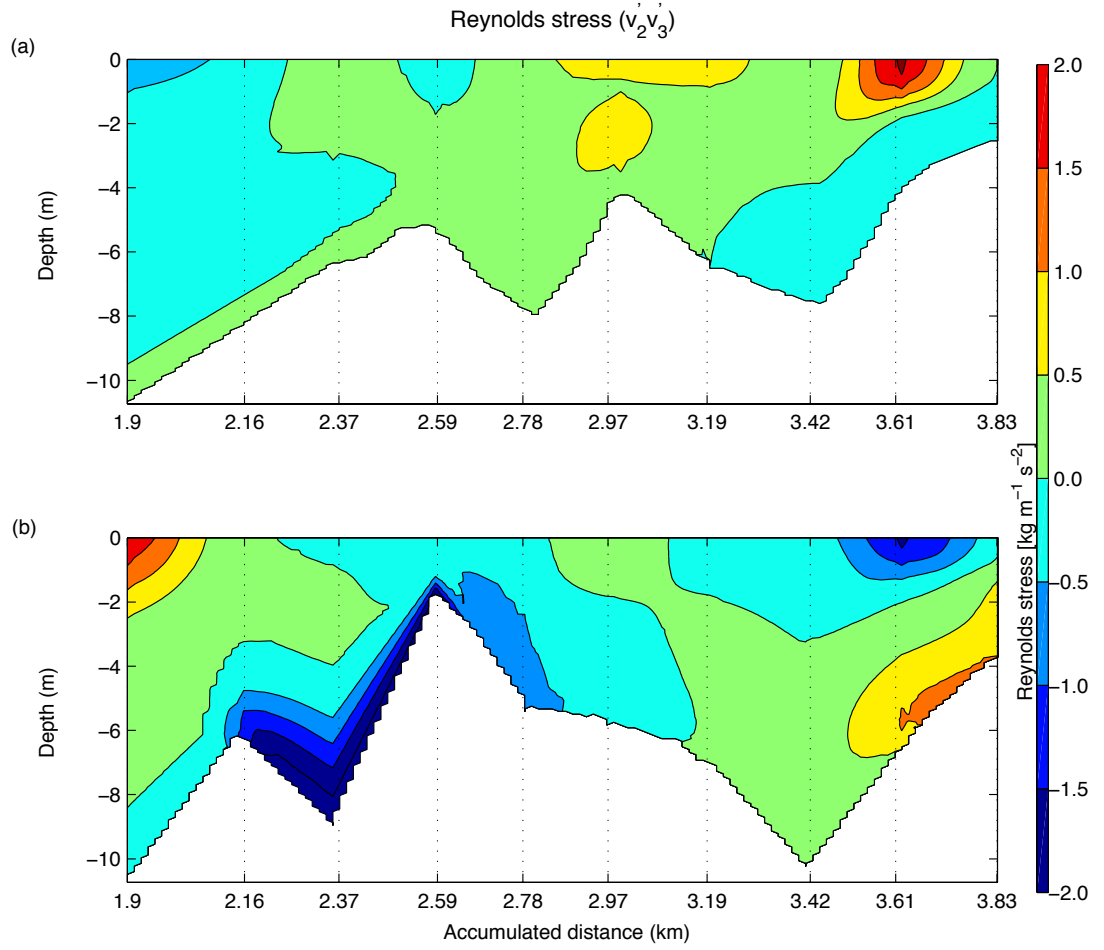 Reynolds stress (v₂'v₃')
(a)
0
−2
−4
−6
−8
−10
Depth (m)
1.9 2.16 2.37 2.59 2.78 2.97 3.19 3.42 3.61 3.83
(b)
0
−2
−4
−6
−8
−10
Depth (m)
1.9 2.16 2.37 2.59 2.78 2.97 3.19 3.42 3.61 3.83
Accumulated distance (km)
2.0
1.5
1.0
0.5
0.0
−0.5
−1.0
−1.5
−2.0
Reynolds stress [kg m⁻¹ s⁻²]